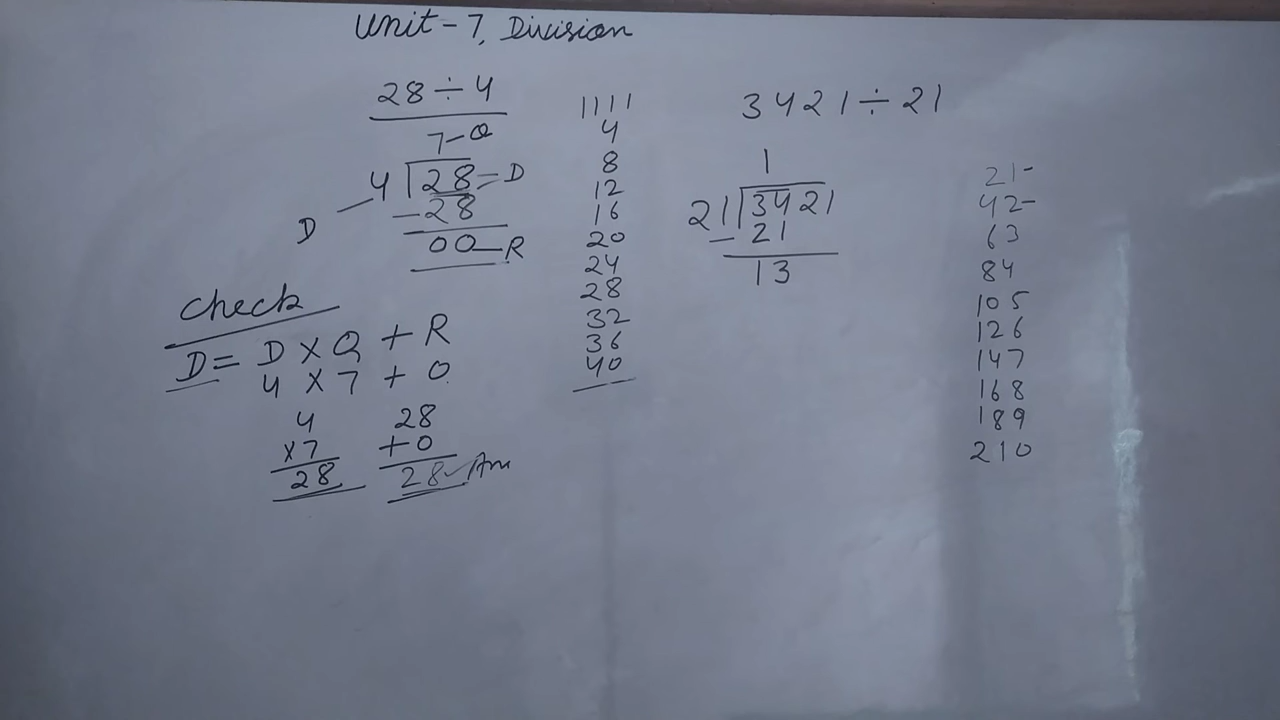 Unit - 7, Division
28 ÷ 4
7 - Q
4 28 = D
D
- 28
00 - R
Check
D = D × Q + R
4 × 7 + 0
4
×7
28
28
+0
28 Ans
1111
4
8
12
16
20
24
28
32
36
40
3421 ÷ 21
1
21 3421
- 21
13
21-
42-
63
84
105
126
147
168
189
210